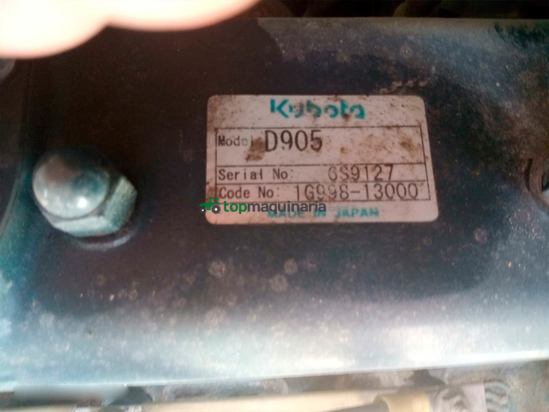 Kubota
Model D905
Serial No: 6S9127
Code No: 1G998-13000
topmaquinaria
MADE IN JAPAN